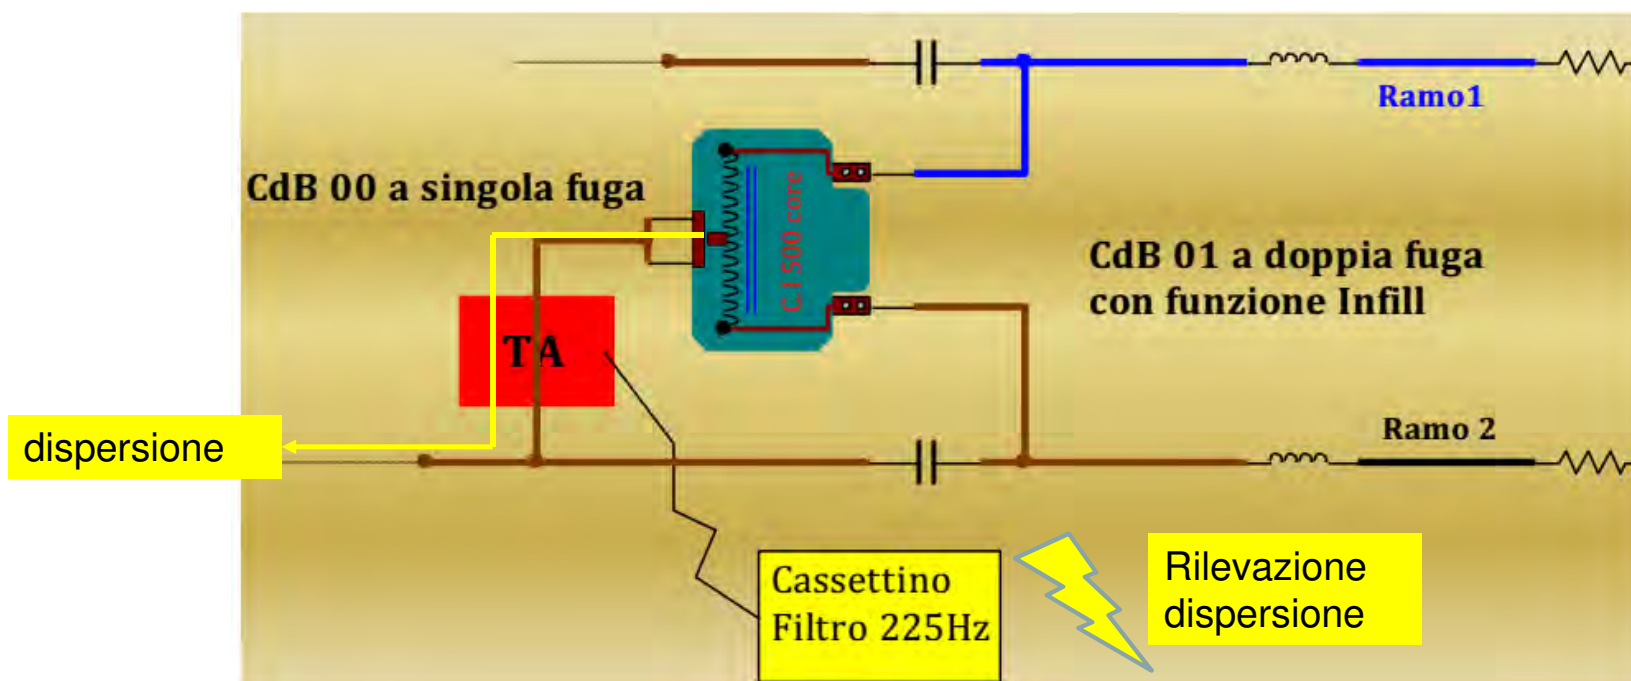 Ramo1
CdB 00 a singola fuga
C.I 500 core
CdB 01 a doppia fuga
con funzione Infill
TA
dispersione
Ramo 2
Cassettino
Filtro 225Hz
Rilevazione
dispersione